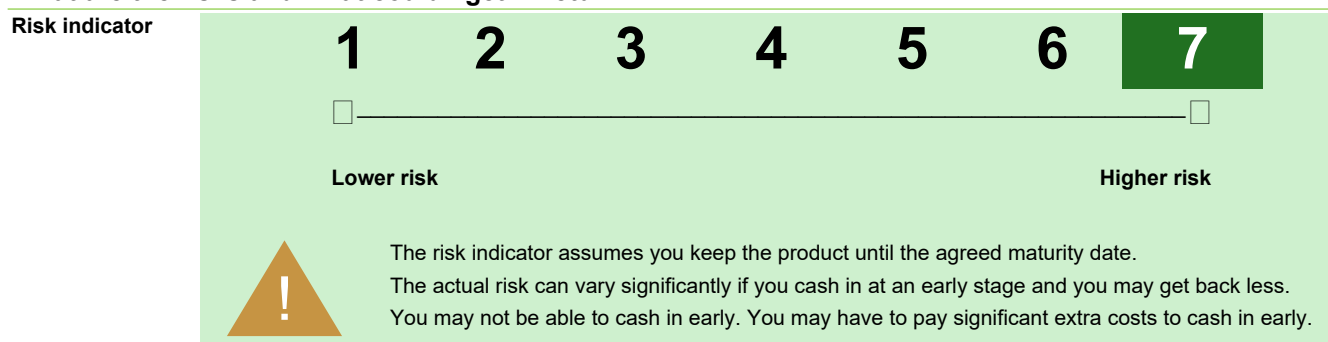 Risk indicator
1 2 3 4 5 6 7
Lower risk Higher risk
The risk indicator assumes you keep the product until the agreed maturity date.
! The actual risk can vary significantly if you cash in at an early stage and you may get back less.
You may not be able to cash in early. You may have to pay significant extra costs to cash in early.